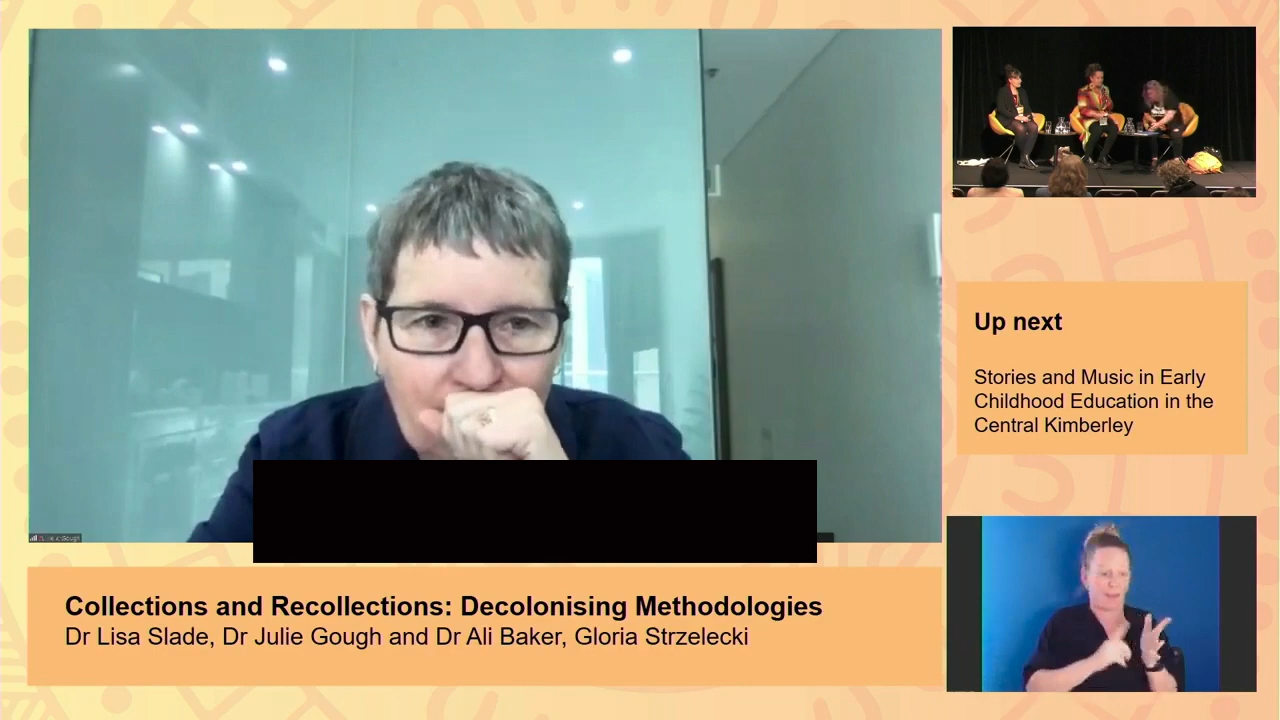 Collections and Recollections: Decolonising Methodologies
Dr Lisa Slade, Dr Julie Gough and Dr Ali Baker, Gloria Strzelecki
Up next
Stories and Music in Early
Childhood Education in the
Central Kimberley